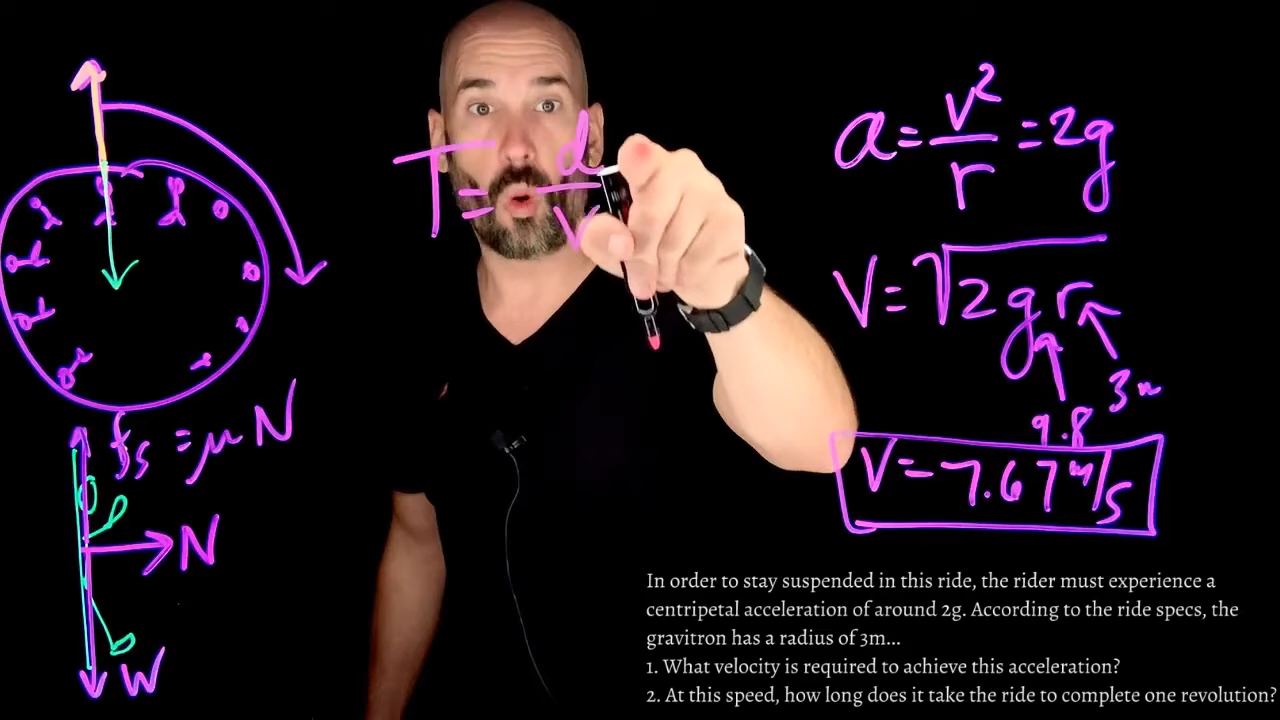 T = d/v
a = v²/r = 2g
V = √2gr
9.8
3m
V = 7.67 m/s
fs = μN
N
W
In order to stay suspended in this ride, the rider must experience a
centripetal acceleration of around 2g. According to the ride specs, the
gravitron has a radius of 3m...
1. What velocity is required to achieve this acceleration?
2. At this speed, how long does it take the ride to complete one revolution?